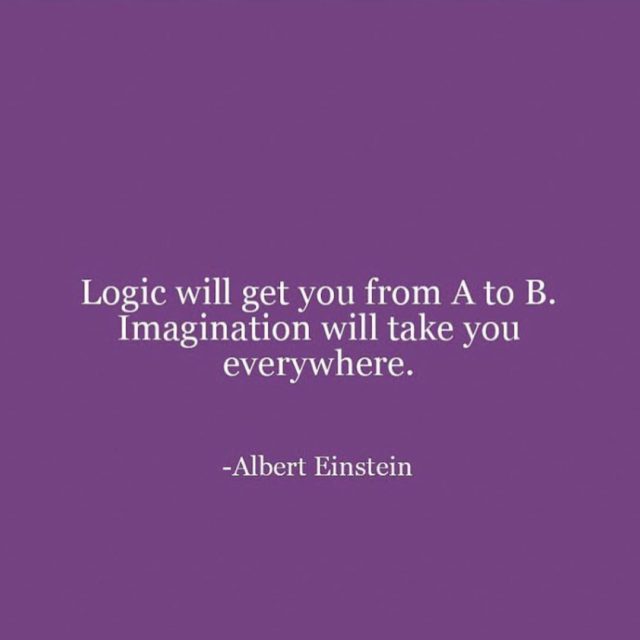 Logic will get you from A to B.
Imagination will take you
everywhere.
-Albert Einstein